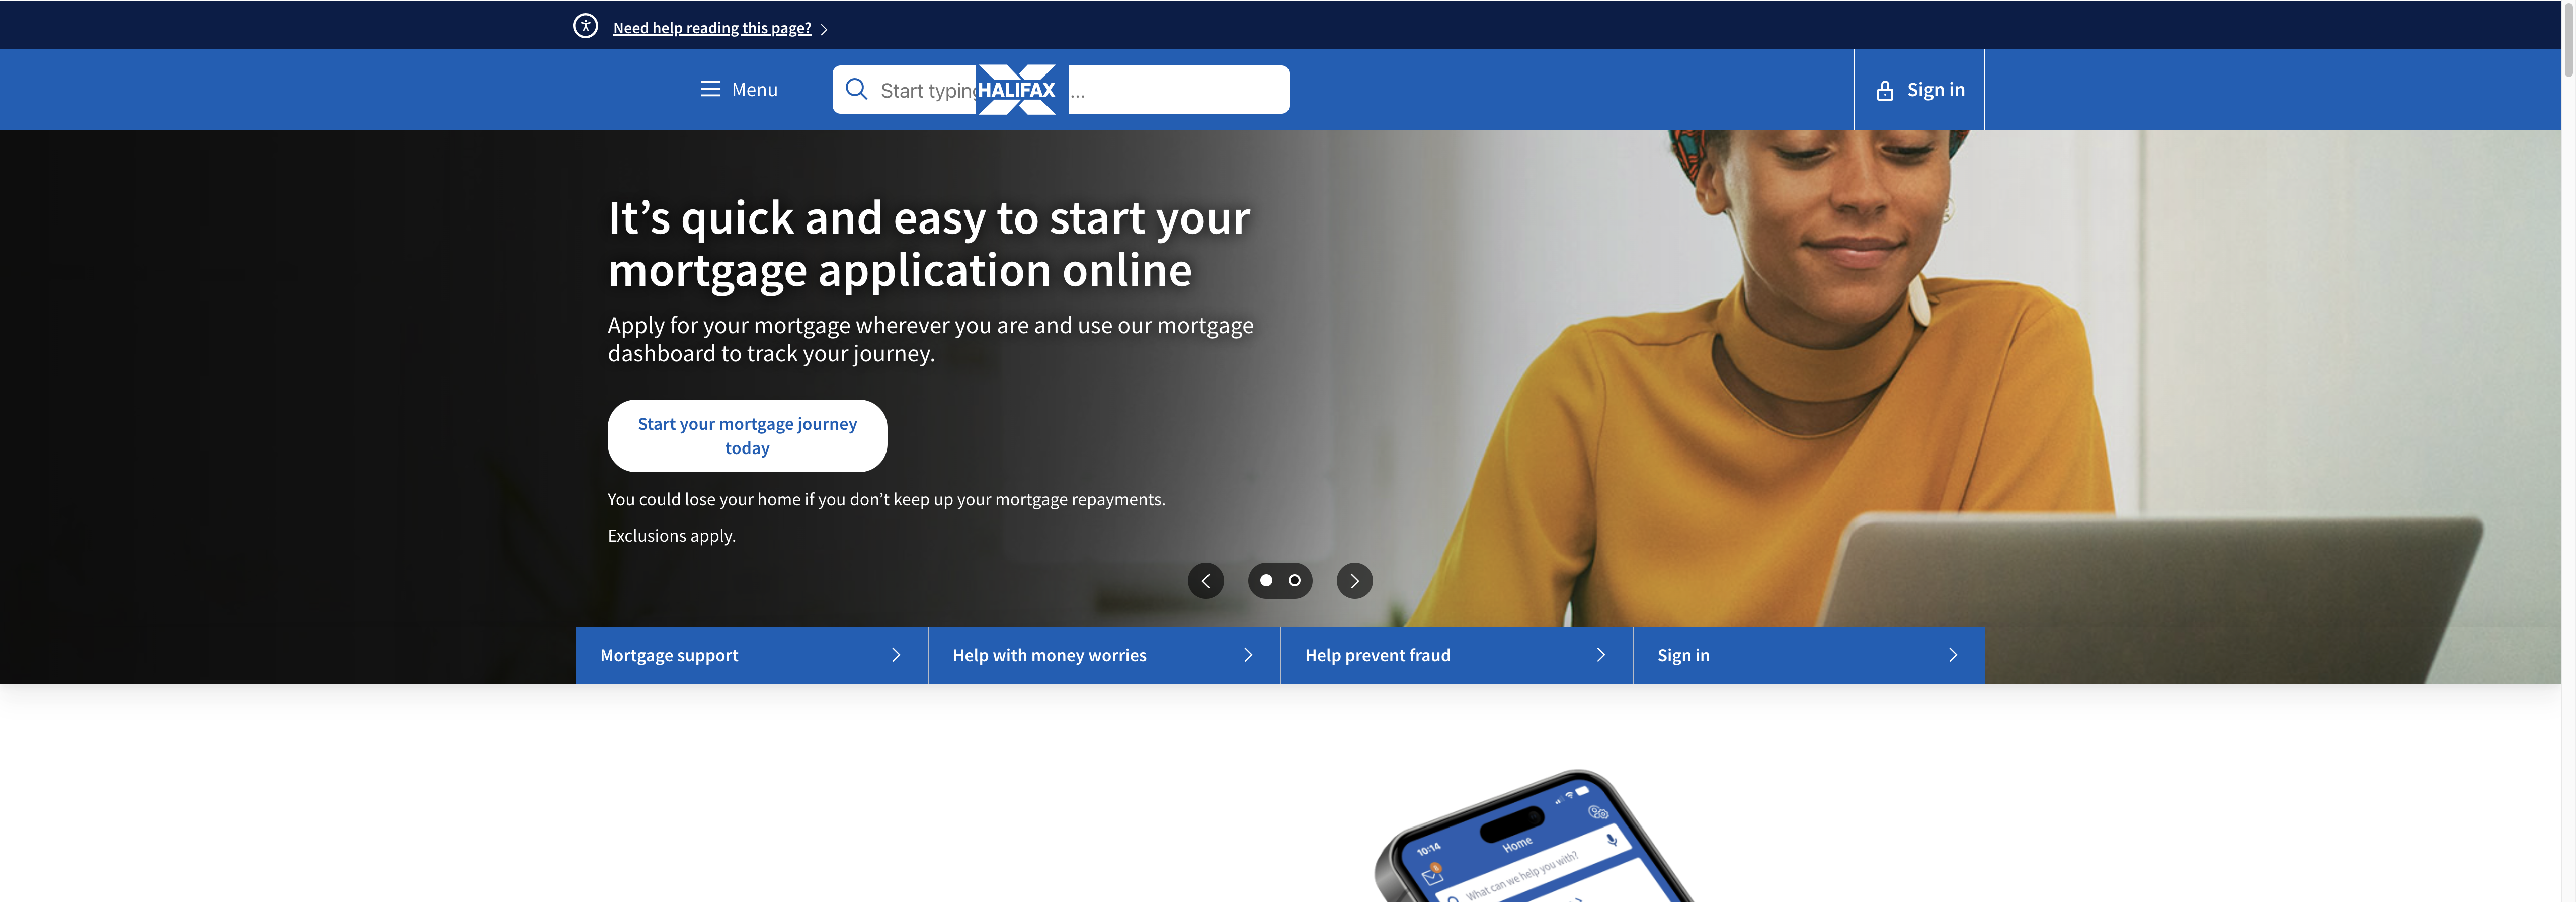 Need help reading this page?
Menu
Start typing
HALIFAX
...
Sign in
It’s quick and easy to start your
mortgage application online
Apply for your mortgage wherever you are and use our mortgage
dashboard to track your journey.
Start your mortgage journey
today
You could lose your home if you don’t keep up your mortgage repayments.
Exclusions apply.
Mortgage support
Help with money worries
Help prevent fraud
Sign in
10:14
Home
What can we help you with?